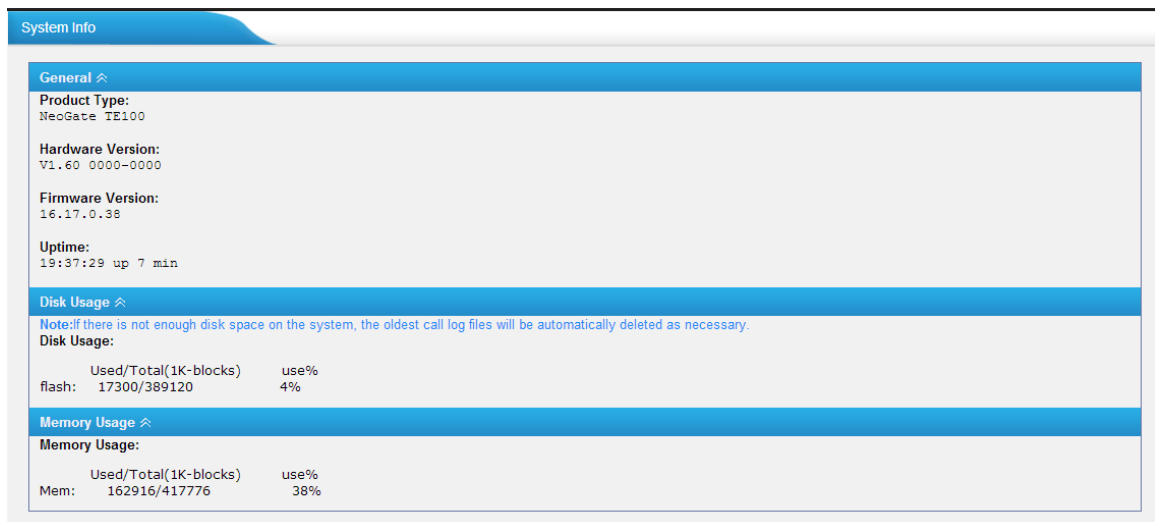 System Info
General
Product Type:
NeoGate TE100
Hardware Version:
V1.60 0000-0000
Firmware Version:
16.17.0.38
Uptime:
19:37:29 up 7 min
Disk Usage
Note:If there is not enough disk space on the system, the oldest call log files will be automatically deleted as necessary.
Disk Usage:
Used/Total(1K-blocks) use%
flash: 17300/389120 4%
Memory Usage
Memory Usage:
Used/Total(1K-blocks) use%
Mem: 162916/417776 38%